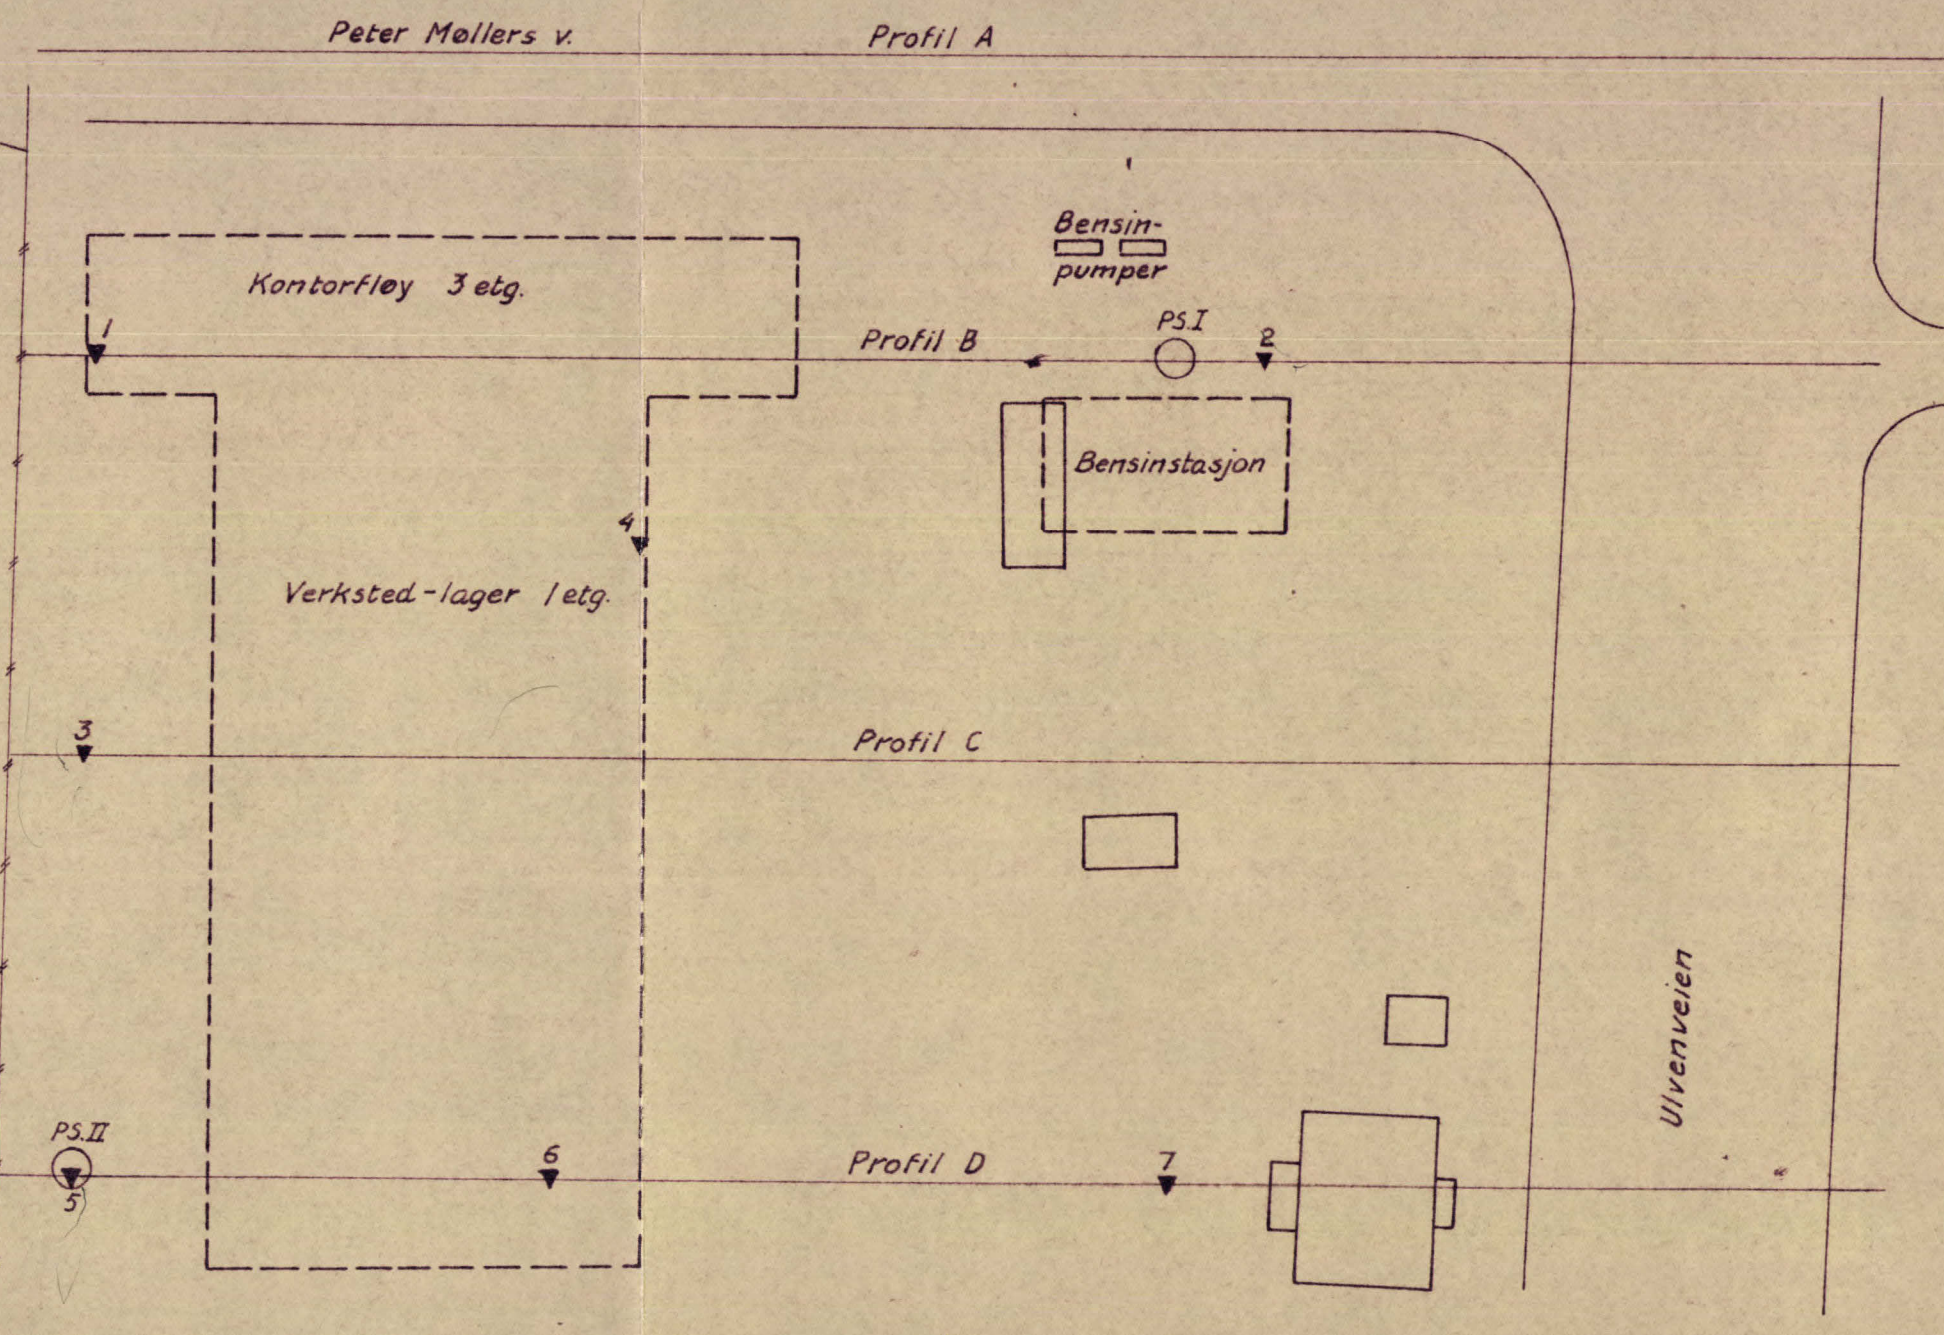 Peter Møllers v.
Profil A
Bensin-
pumper
Kontorfløy 3 etg.
1
Profil B
PS.I
2
Bensinstasjon
4
Verksted-lager 1 etg.
3
Profil C
Ulvenveien
PS.II
5
6
Profil D
7